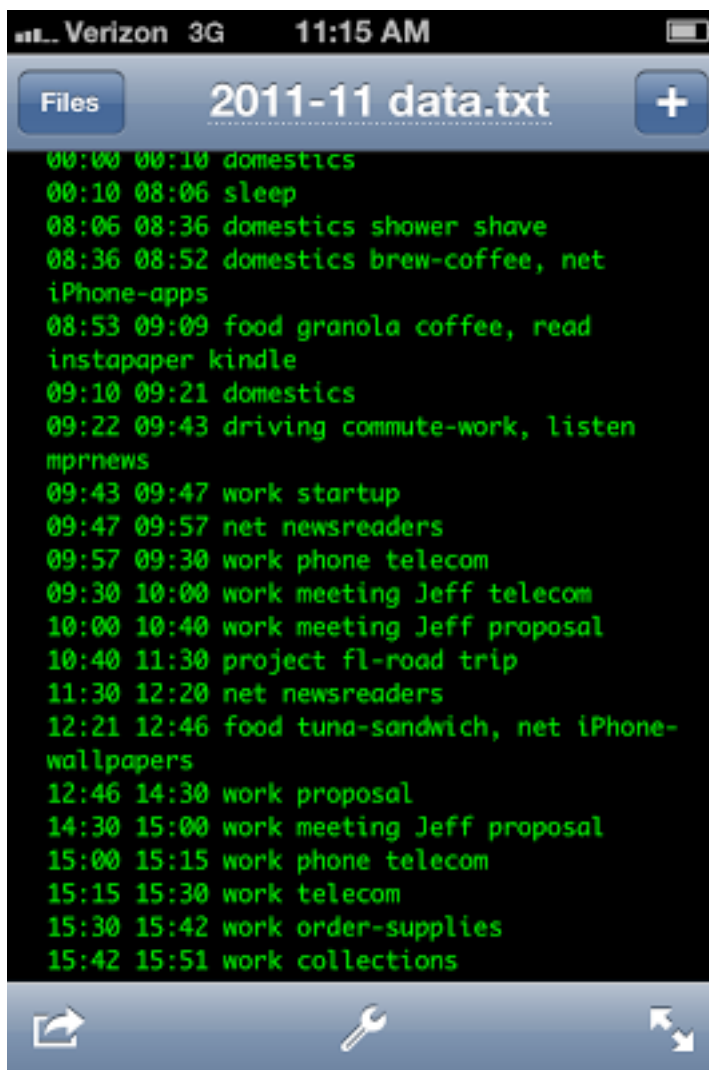 Verizon 3G 11:15 AM
Files 2011-11 data.txt +
00:00 00:10 domestics
00:10 08:06 sleep
08:06 08:36 domestics shower shave
08:36 08:52 domestics brew-coffee, net
iPhone-apps
08:53 09:09 food granola coffee, read
instapaper kindle
09:10 09:21 domestics
09:22 09:43 driving commute-work, listen
mprnews
09:43 09:47 work startup
09:47 09:57 net newsreaders
09:57 09:30 work phone telecom
09:30 10:00 work meeting Jeff telecom
10:00 10:40 work meeting Jeff proposal
10:40 11:30 project fl-road trip
11:30 12:20 net newsreaders
12:21 12:46 food tuna-sandwich, net iPhone-
wallpapers
12:46 14:30 work proposal
14:30 15:00 work meeting Jeff proposal
15:00 15:15 work phone telecom
15:15 15:30 work telecom
15:30 15:42 work order-supplies
15:42 15:51 work collections